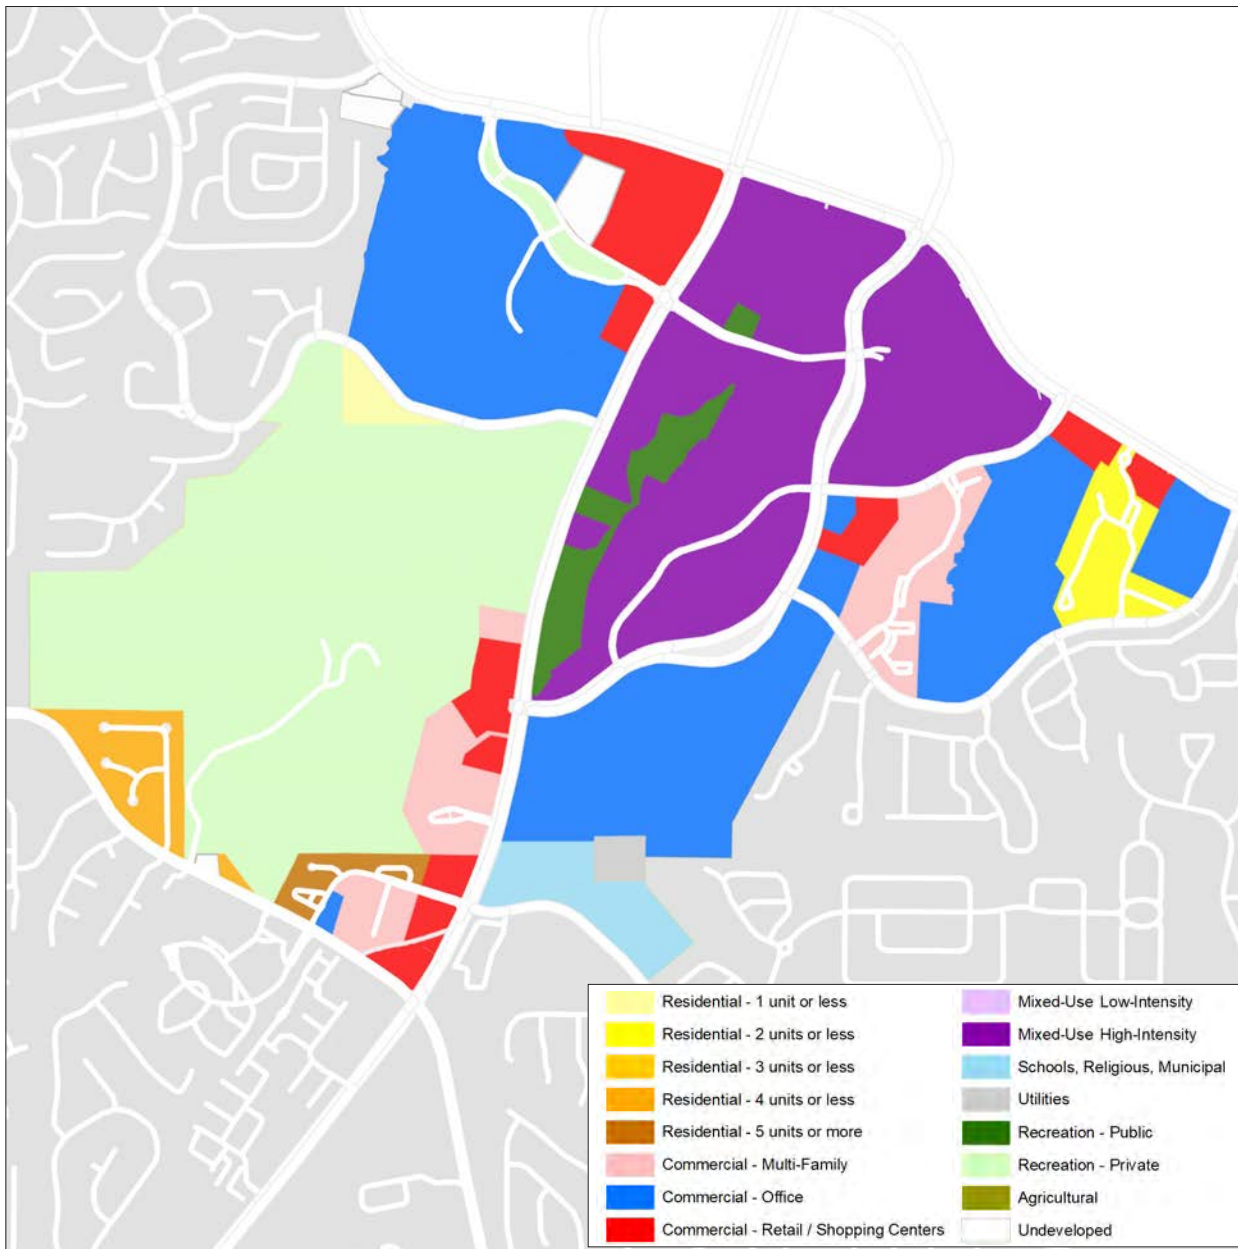 Residential - 1 unit or less
Residential - 2 units or less
Residential - 3 units or less
Residential - 4 units or less
Residential - 5 units or more
Commercial - Multi-Family
Commercial - Office
Commercial - Retail / Shopping Centers
Mixed-Use Low-Intensity
Mixed-Use High-Intensity
Schools, Religious, Municipal
Utilities
Recreation - Public
Recreation - Private
Agricultural
Undeveloped